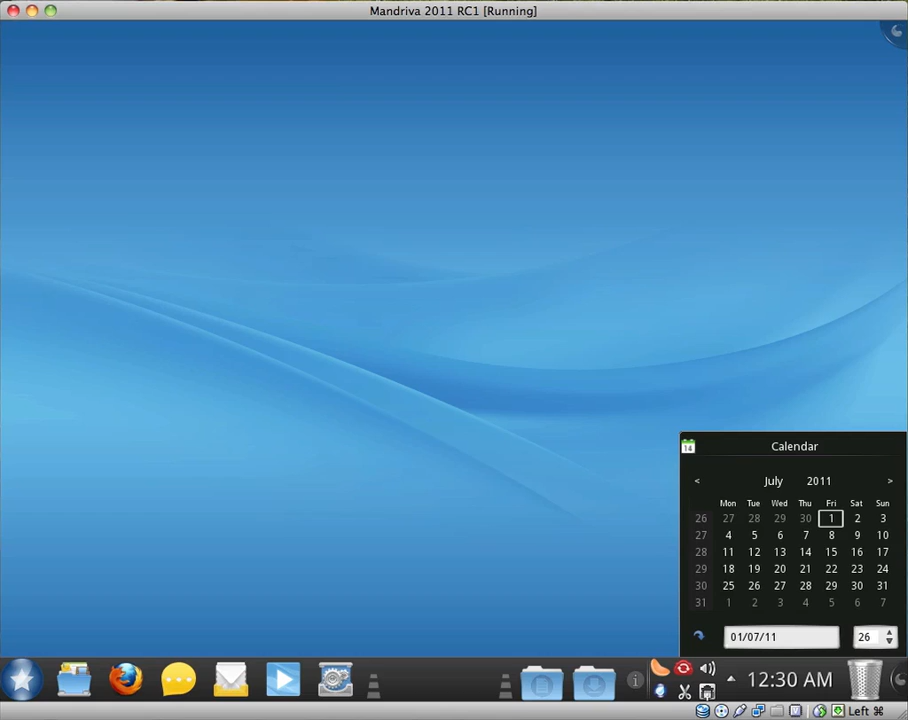 Mandriva 2011 RC1 [Running]
14 Calendar
< July 2011 >
Mon Tue Wed Thu Fri Sat Sun
26 27 28 29 30 1 2 3
27 4 5 6 7 8 9 10
28 11 12 13 14 15 16 17
29 18 19 20 21 22 23 24
30 25 26 27 28 29 30 31
31 1 2 3 4 5 6 7
01/07/11 26
12:30 AM
Left ⌘